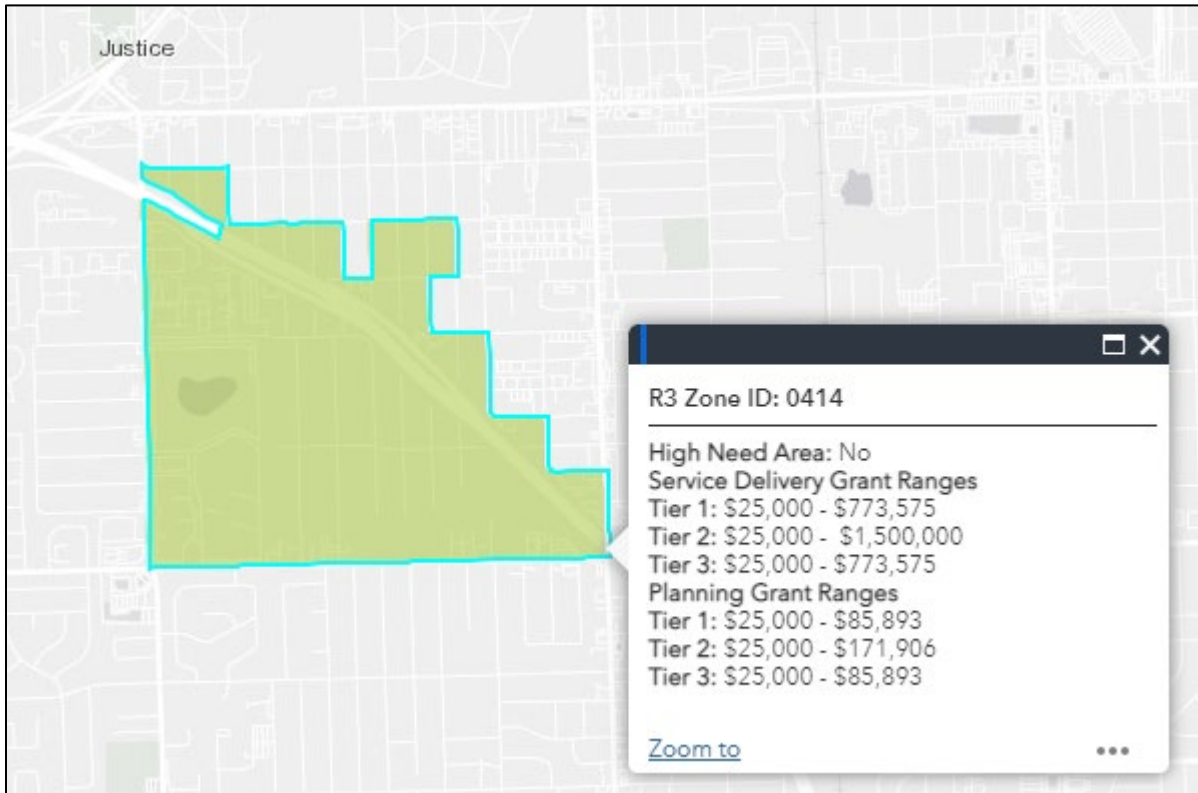 Justice
R3 Zone ID: 0414
High Need Area: No
Service Delivery Grant Ranges
Tier 1: $25,000 - $773,575
Tier 2: $25,000 -  $1,500,000
Tier 3: $25,000 - $773,575
Planning Grant Ranges
Tier 1: $25,000 - $85,893
Tier 2: $25,000 - $171,906
Tier 3: $25,000 - $85,893
Zoom to